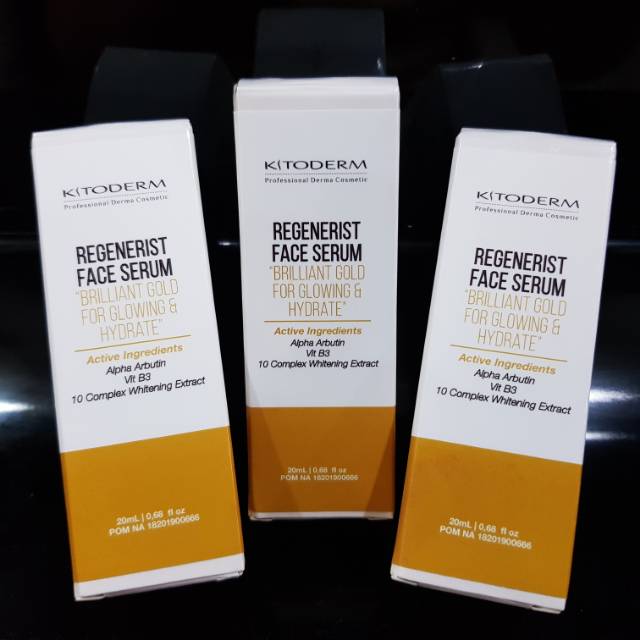 KITODERM
Professional Derma Cosmetic
REGENERIST
FACE SERUM
"BRILLIANT GOLD
FOR GLOWING &
HYDRATE"
Active Ingredients
Alpha Arbutin
Vit B3
10 Complex Whitening Extract
20mL | 0,68 fl oz
POM NA 18201900666
KITODERM
Professional Derma Cosmetic
REGENERIST
FACE SERUM
"BRILLIANT GOLD
FOR GLOWING &
HYDRATE"
Active Ingredients
Alpha Arbutin
Vit B3
10 Complex Whitening Extract
20mL | 0,68 fl oz
POM NA 18201900666
KITODERM
Professional Derma Cosmetic
REGENERIST
FACE SERUM
"BRILLIANT GOLD
FOR GLOWING &
HYDRATE"
Active Ingredients
Alpha Arbutin
Vit B3
10 Complex Whitening Extract
20mL | 0,68 fl oz
POM NA 18201900666